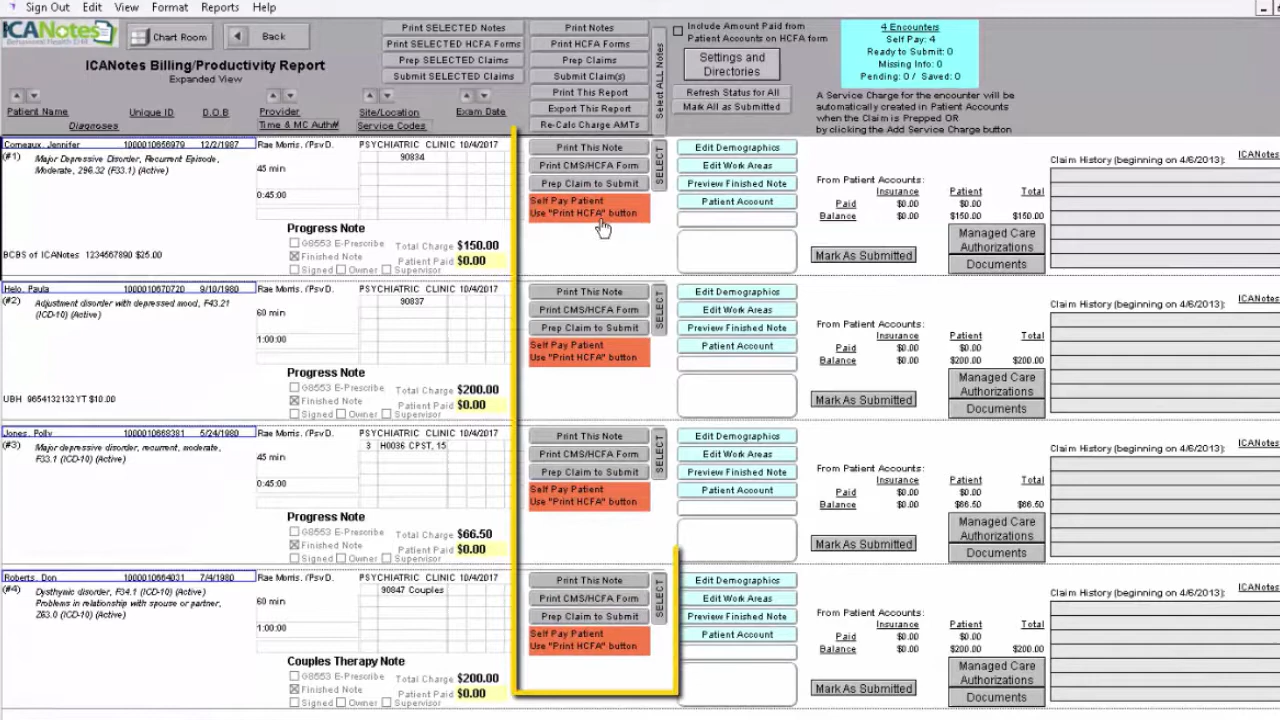 Sign Out Edit View Format Reports Help
ICANotes
Behavioral Health EHR
Chart Room
Back
ICANotes Billing/Productivity Report
Expanded View
Print SELECTED Notes
Print SELECTED HCFA Forms
Prep SELECTED Claims
Submit SELECTED Claims
Print Notes
Print HCFA Forms
Prep Claims
Submit Claim(s)
Print This Report
Export This Report
Re-Calc Charge AMTs
Select ALL Notes
Include Amount Paid from
Patient Accounts on HCFA form
Settings and
Directories
Refresh Status for All
Mark All as Submitted
4 Encounters
Self Pay: 4
Ready to Submit: 0
Missing Info: 0
Pending: 0 / Saved: 0
A Service Charge for the encounter will be
automatically created in Patient Accounts
when the Claim is Prepped OR
by clicking the Add Service Charge button
Patient Name Unique ID D.O.B Provider Site/Location Exam Date
Diagnoses Time & MC Auth# Service Codes
Comeaux, Jennifer 1000010656979 12/2/1987 Rae Morris, /Psy D. PSYCHIATRIC CLINIC 10/4/2017
(#1) Major Depressive Disorder, Recurrent Episode,
Moderate, 296.32 (F33.1) (Active)
45 min
90834
0:45:00
Progress Note
G8553 E-Prescribe Total Charge $150.00
Finished Note Patient Paid $0.00
Signed Owner Supervisor
BCBS of ICANotes 1234567890 $25.00
Print This Note
Print CMS/HCFA Form
Prep Claim to Submit
SELECT
Self Pay Patient
Use "Print HCFA" button
Edit Demographics
Edit Work Areas
Preview Finished Note
Patient Account
From Patient Accounts:
Insurance Patient Total
Paid $0.00 $0.00
Balance $0.00 $150.00 $150.00
Mark As Submitted
Managed Care
Authorizations
Documents
Claim History (beginning on 4/6/2013): ICANotes
Helo, Paula 1000010670720 9/10/1980 Rae Morris, /Psy D. PSYCHIATRIC CLINIC 10/4/2017
(#2) Adjustment disorder with depressed mood, F43.21
(ICD-10) (Active)
60 min
90837
1:00:00
Progress Note
G8553 E-Prescribe Total Charge $200.00
Finished Note Patient Paid $0.00
Signed Owner Supervisor
UBH 9654132132YT $10.00
Print This Note
Print CMS/HCFA Form
Prep Claim to Submit
SELECT
Self Pay Patient
Use "Print HCFA" button
Edit Demographics
Edit Work Areas
Preview Finished Note
Patient Account
From Patient Accounts:
Insurance Patient Total
Paid $0.00 $0.00
Balance $0.00 $200.00 $200.00
Mark As Submitted
Managed Care
Authorizations
Documents
Claim History (beginning on 4/6/2013): ICANotes
Jones, Polly 1000010668381 5/24/1980 Rae Morris, /Psy D. PSYCHIATRIC CLINIC 10/4/2017
(#3) Major depressive disorder, recurrent, moderate,
F33.1 (ICD-10) (Active)
45 min
3 H0036 CPST, 15
0:45:00
Progress Note
G8553 E-Prescribe Total Charge $66.50
Finished Note Patient Paid $0.00
Signed Owner Supervisor
Print This Note
Print CMS/HCFA Form
Prep Claim to Submit
SELECT
Self Pay Patient
Use "Print HCFA" button
Edit Demographics
Edit Work Areas
Preview Finished Note
Patient Account
From Patient Accounts:
Insurance Patient Total
Paid $0.00 $0.00
Balance $0.00 $66.50 $66.50
Mark As Submitted
Managed Care
Authorizations
Documents
Claim History (beginning on 4/6/2013): ICANotes
Roberts, Don 1000010664031 7/4/1980 Rae Morris, /Psy D. PSYCHIATRIC CLINIC 10/4/2017
(#4) Dysthymic disorder, F34.1 (ICD-10) (Active)
Problems in relationship with spouse or partner,
Z63.0 (ICD-10) (Active)
60 min
90847 Couples
1:00:00
Couples Therapy Note
G8553 E-Prescribe Total Charge $200.00
Finished Note Patient Paid $0.00
Signed Owner Supervisor
Print This Note
Print CMS/HCFA Form
Prep Claim to Submit
SELECT
Self Pay Patient
Use "Print HCFA" button
Edit Demographics
Edit Work Areas
Preview Finished Note
Patient Account
From Patient Accounts:
Insurance Patient Total
Paid $0.00 $0.00
Balance $0.00 $200.00 $200.00
Mark As Submitted
Managed Care
Authorizations
Documents
Claim History (beginning on 4/6/2013): ICANotes